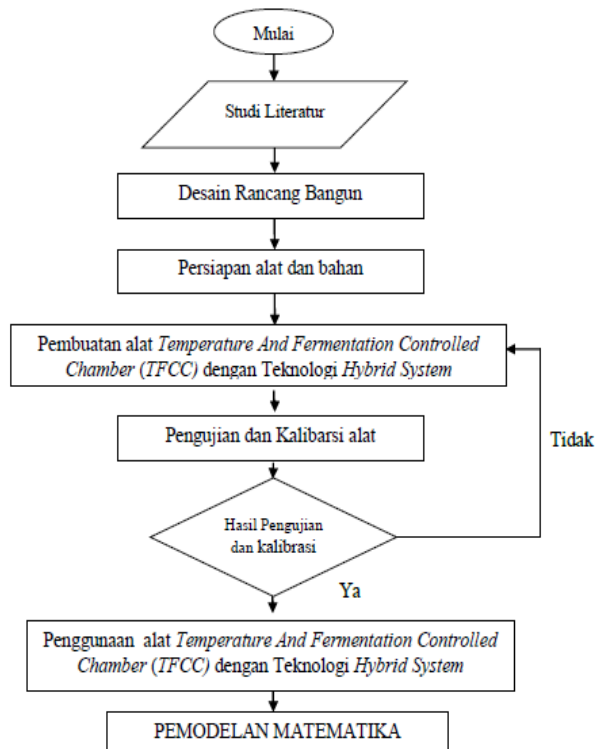 Mulai
Studi Literatur
Desain Rancang Bangun
Persiapan alat dan bahan
Pembuatan alat Temperature And Fermentation Controlled
Chamber (TFCC) dengan Teknologi Hybrid System
Pengujian dan Kalibarsi alat
Tidak
Hasil Pengujian
dan kalibrasi
Ya
Penggunaan alat Temperature And Fermentation Controlled
Chamber (TFCC) dengan Teknologi Hybrid System
PEMODELAN MATEMATIKA